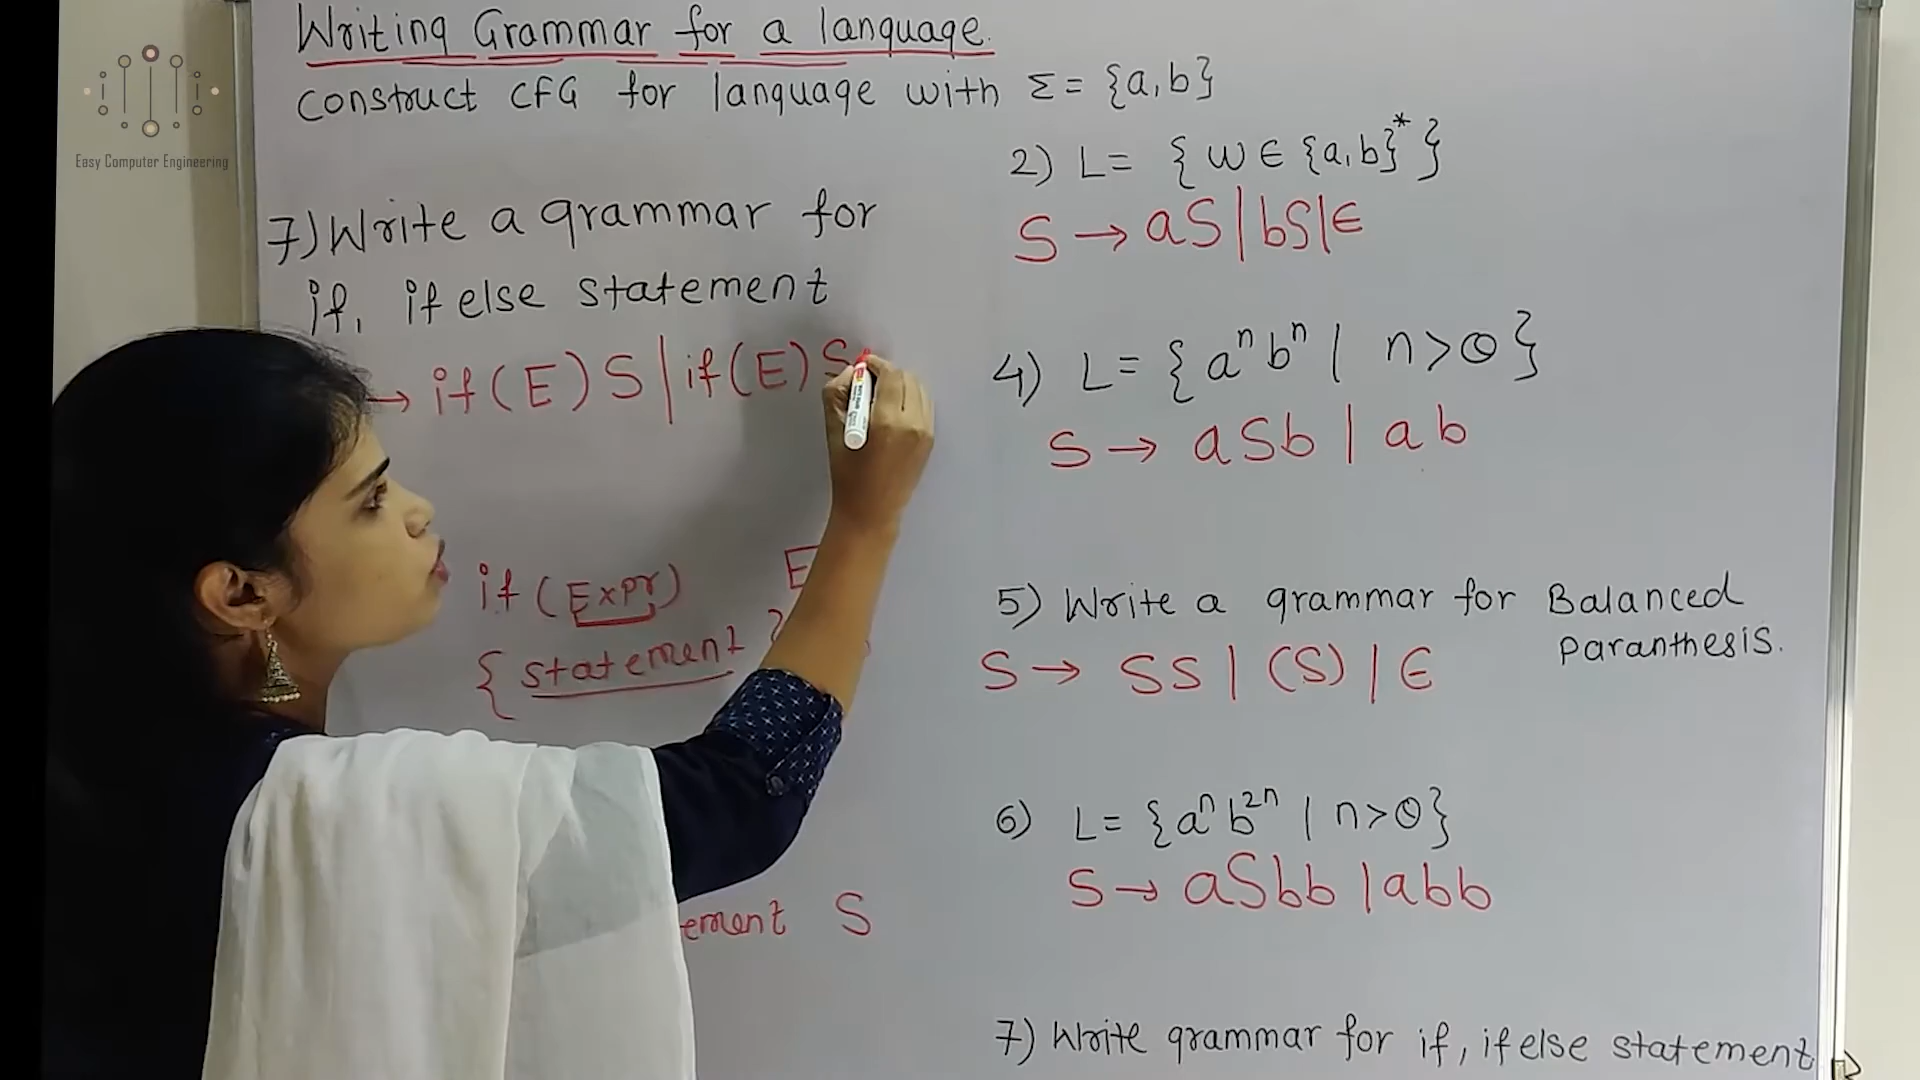 Writing Grammar for a language.
construct CFG for language with Σ = {a,b}
Easy Computer Engineering
7) Write a grammar for
if, if else statement
→ if (E) S | if (E) S
if (Expr) E
{ statement }
ement S
2) L = { w ∈ {a,b}* }
S → aS | bS | ∈
4) L = { aⁿbⁿ | n>0 }
S → aSb | ab
5) Write a grammar for Balanced
Paranthesis.
S → SS | (S) | ∈
6) L = {aⁿb²ⁿ | n>0}
S → aSbb | abb
7) Write grammar for if, if else statement